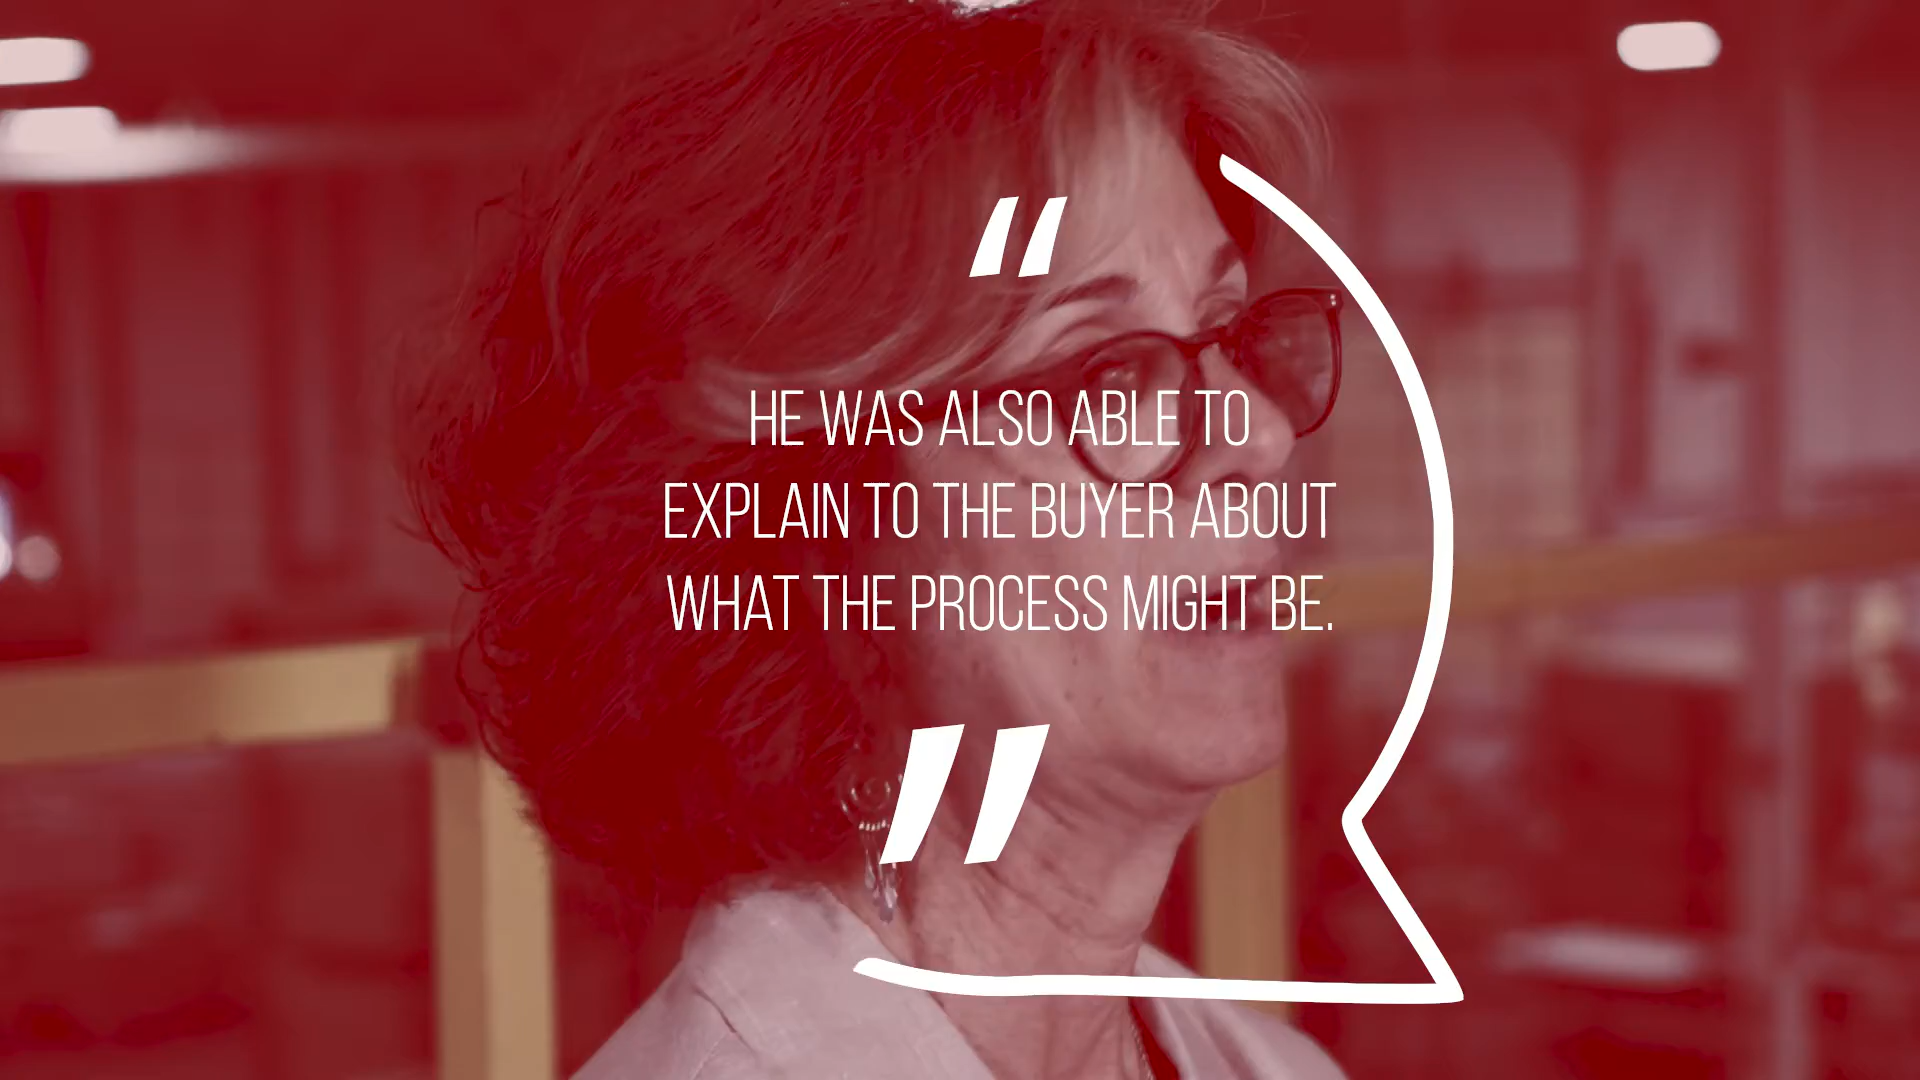 “
HE WAS ALSO ABLE TO
EXPLAIN TO THE BUYER ABOUT
WHAT THE PROCESS MIGHT BE.
”